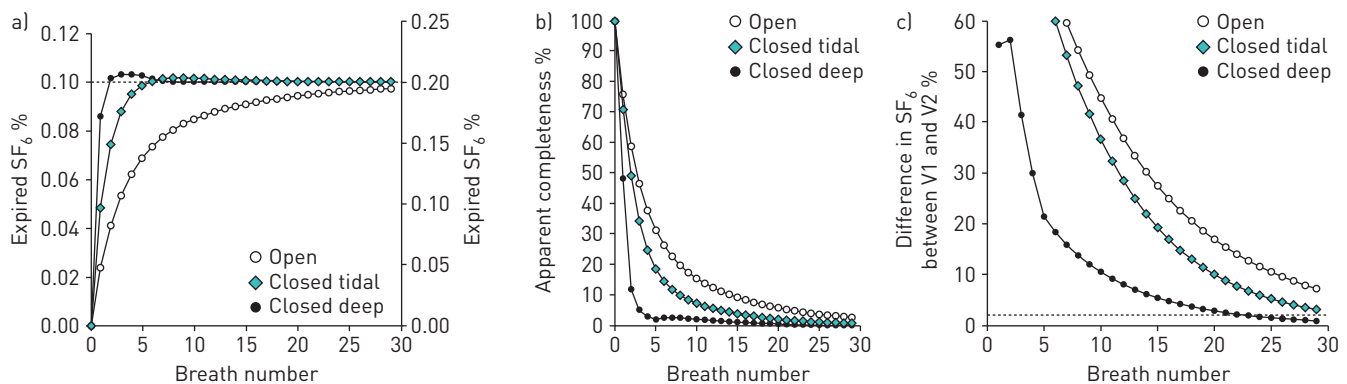 a)
0.12
0.10
0.08
0.06
0.04
0.02
0.00
Expired SF6 %
0.25
0.20
0.15
0.10
0.05
0.00
Expired SF6 %
Open
Closed tidal
Closed deep
0 5 10 15 20 25 30
Breath number
b)
100
90
80
70
60
50
40
30
20
10
0
Apparent completeness %
Open
Closed tidal
Closed deep
0 5 10 15 20 25 30
Breath number
c)
60
50
40
30
20
10
0
Difference in SF6
between V1 and V2 %
Open
Closed tidal
Closed deep
0 5 10 15 20 25 30
Breath number